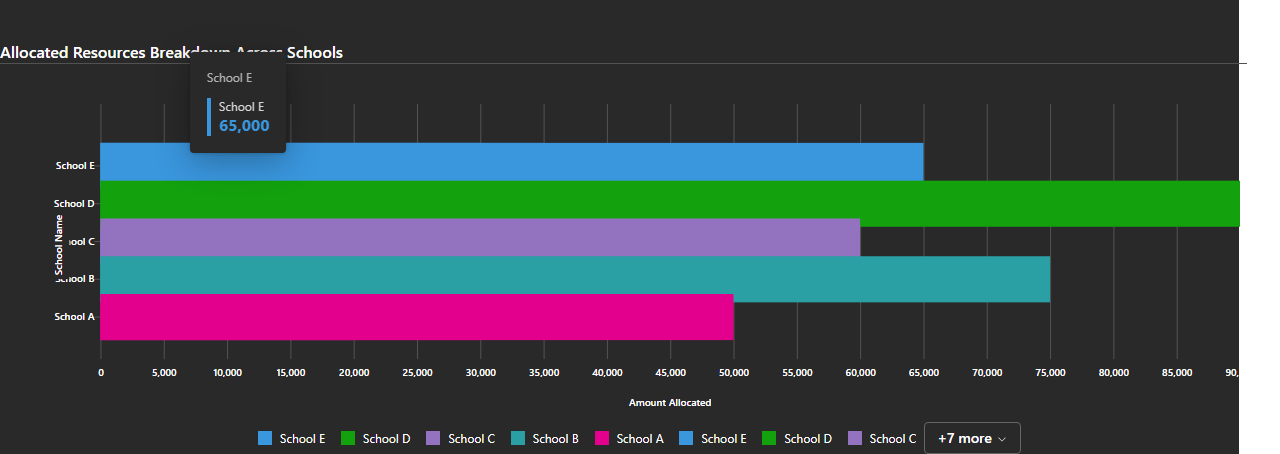 Allocated Resources Breakdown Across Schools
School E
School E
65,000
School E
School D
School Name
School B
School A
0 5,000 10,000 15,000 20,000 25,000 30,000 35,000 40,000 45,000 50,000 55,000 60,000 65,000 70,000 75,000 80,000 85,000 90,
Amount Allocated
School E School D School C School B School A School E School D School C +7 more